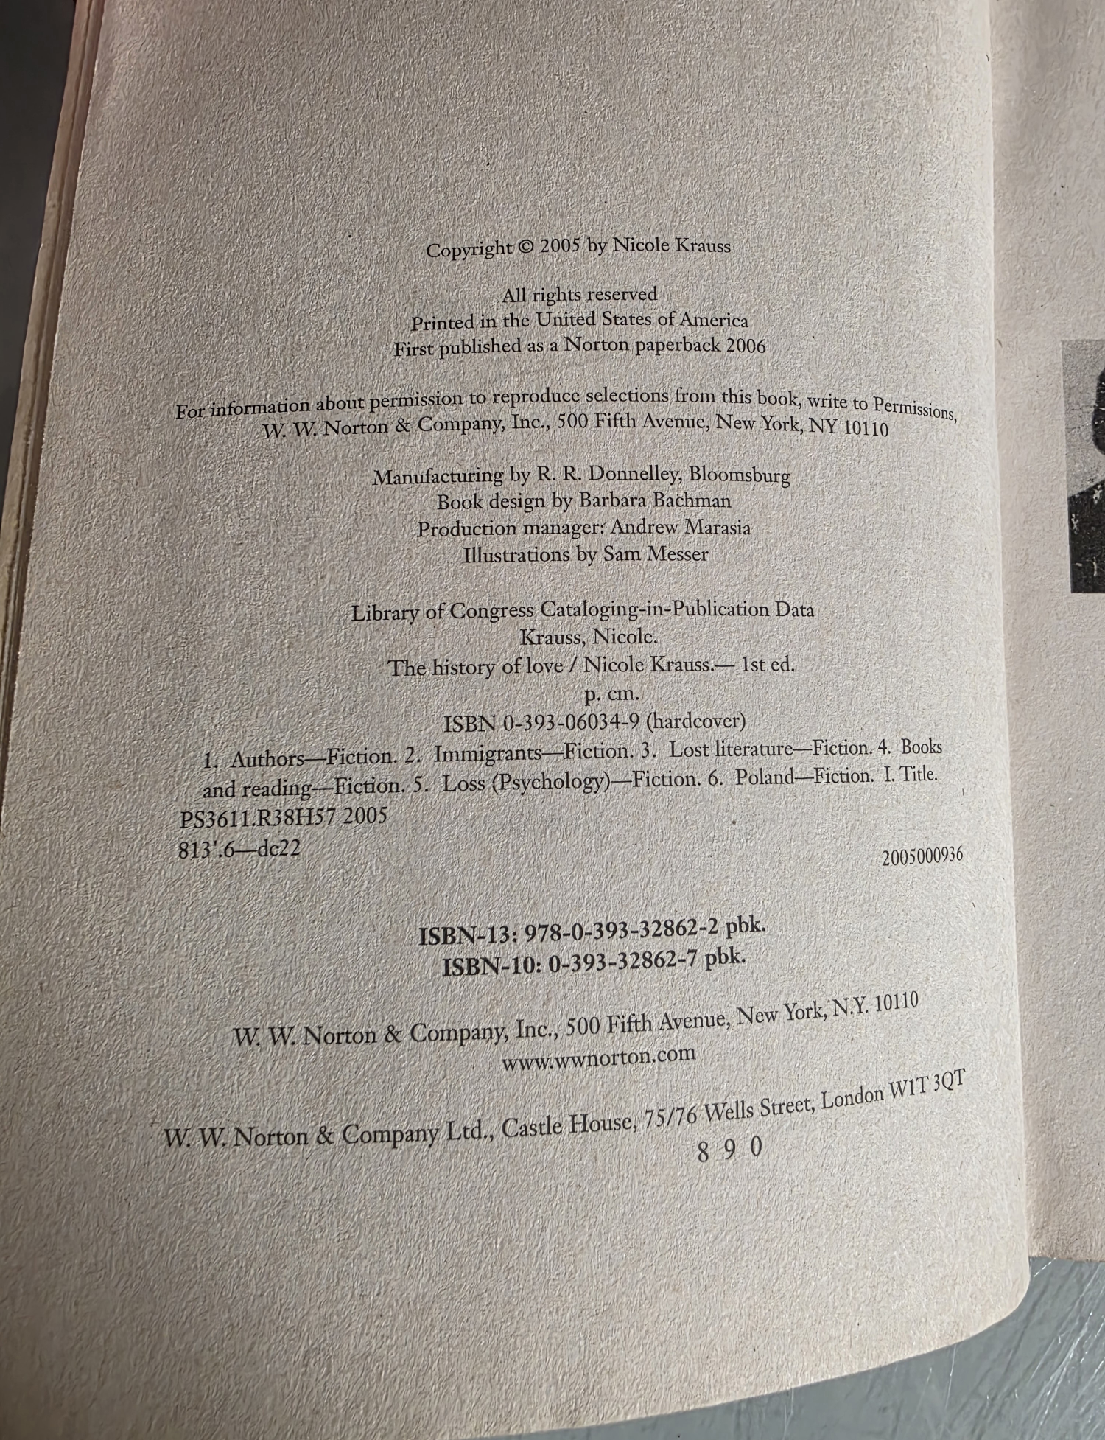 Copyright © 2005 by Nicole Krauss
All rights reserved
Printed in the United States of America
First published as a Norton paperback 2006
For information about permission to reproduce selections from this book, write to Permissions,
W. W. Norton & Company, Inc., 500 Fifth Avenue, New York, NY 10110
Manufacturing by R. R. Donnelley, Bloomsburg
Book design by Barbara Bachman
Production manager: Andrew Marasia
Illustrations by Sam Messer
Library of Congress Cataloging-in-Publication Data
Krauss, Nicole.
The history of love / Nicole Krauss.— 1st ed.
p. cm.
ISBN 0-393-06034-9 (hardcover)
1. Authors—Fiction. 2. Immigrants—Fiction. 3. Lost literature—Fiction. 4. Books
and reading—Fiction. 5. Loss (Psychology)—Fiction. 6. Poland—Fiction. I. Title.
PS3611.R38H57 2005
813'.6—dc22
2005000936
ISBN-13: 978-0-393-32862-2 pbk.
ISBN-10: 0-393-32862-7 pbk.
W. W. Norton & Company, Inc., 500 Fifth Avenue, New York, N.Y. 10110
www.wwnorton.com
W. W. Norton & Company Ltd., Castle House, 75/76 Wells Street, London W1T 3QT
8 9 0